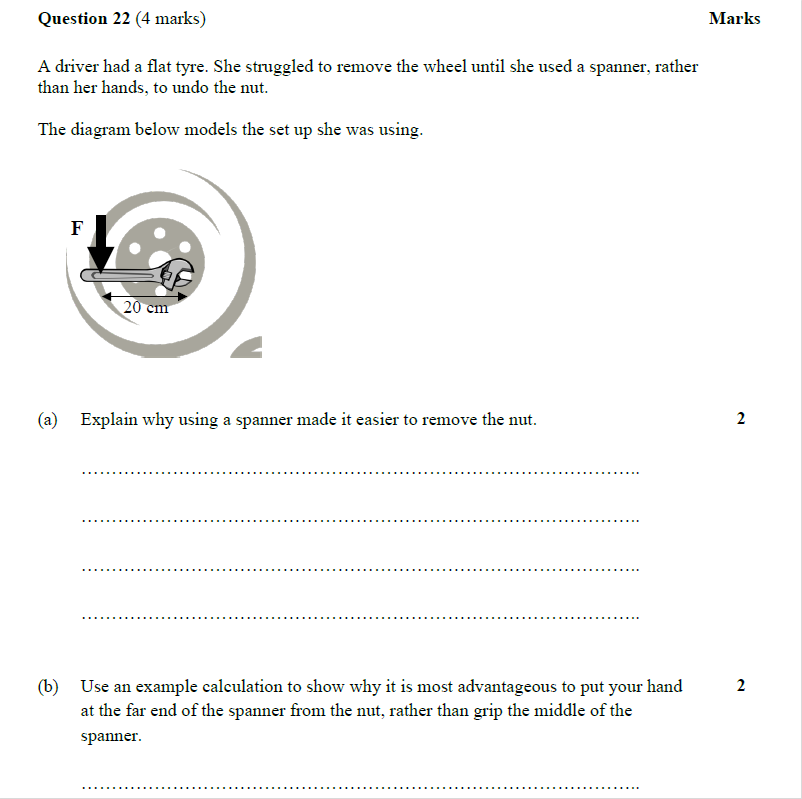 Question 22 (4 marks) Marks
A driver had a flat tyre. She struggled to remove the wheel until she used a spanner, rather
than her hands, to undo the nut.
The diagram below models the set up she was using.
F
20 cm
(a) Explain why using a spanner made it easier to remove the nut. 2
……………………………………………………………………………………….
……………………………………………………………………………………….
……………………………………………………………………………………….
……………………………………………………………………………………….
(b) Use an example calculation to show why it is most advantageous to put your hand 2
at the far end of the spanner from the nut, rather than grip the middle of the
spanner.
……………………………………………………………………………………….